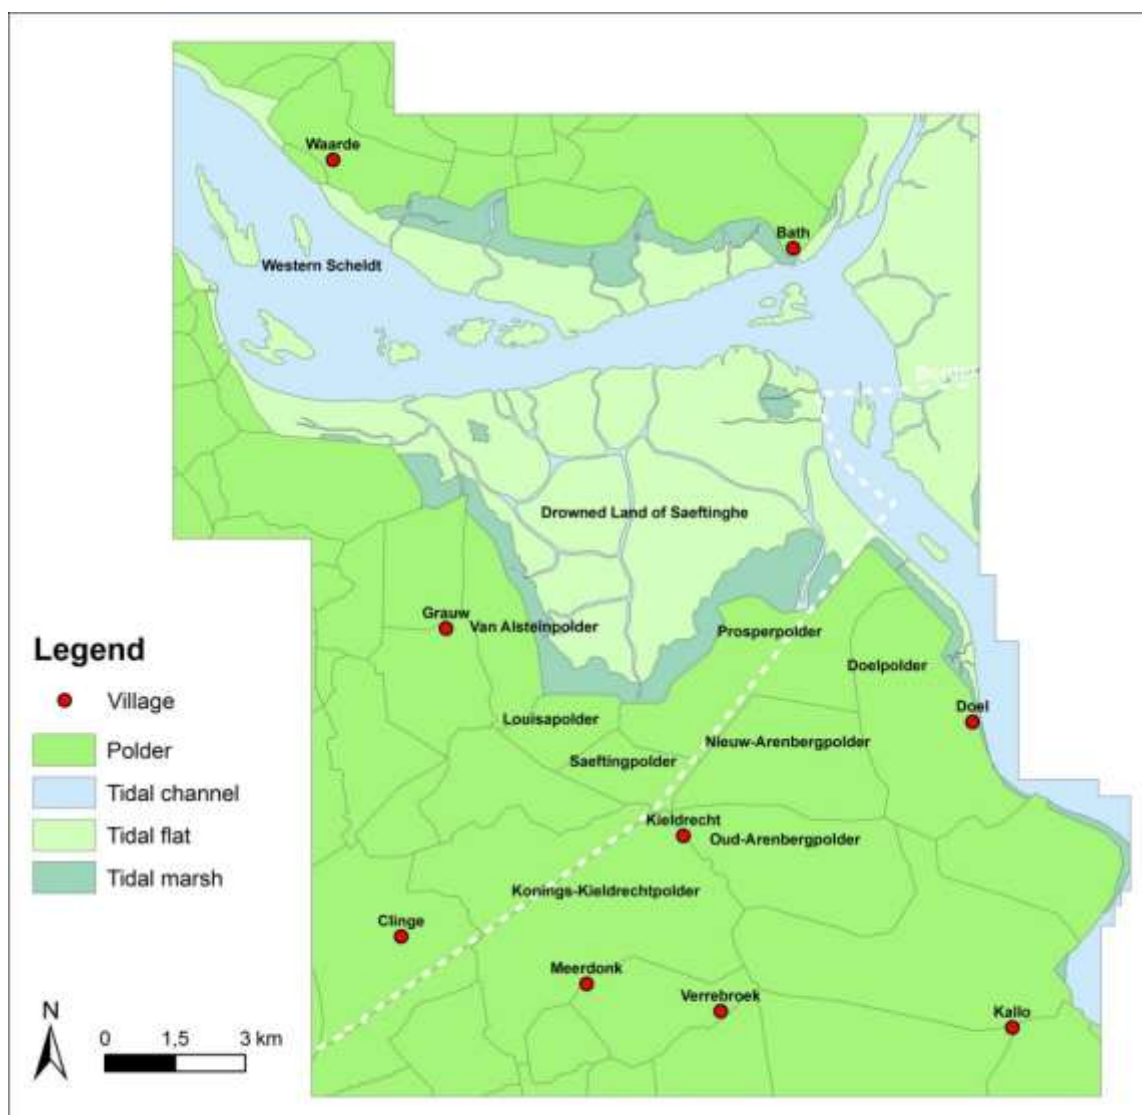 Waarde
Bath
Western Scheldt
Drowned Land of Saeftinghe
Grauw
Van Alsteinpolder
Prosperpolder
Doelpolder
Louisapolder
Doel
Nieuw-Arenbergpolder
Saeftingpolder
Kieldrecht
Oud-Arenbergpolder
Konings-Kieldrechtpolder
Clinge
Meerdonk
Verrebroek
Kallo
Legend
Village
Polder
Tidal channel
Tidal flat
Tidal marsh
N
0 1,5 3 km